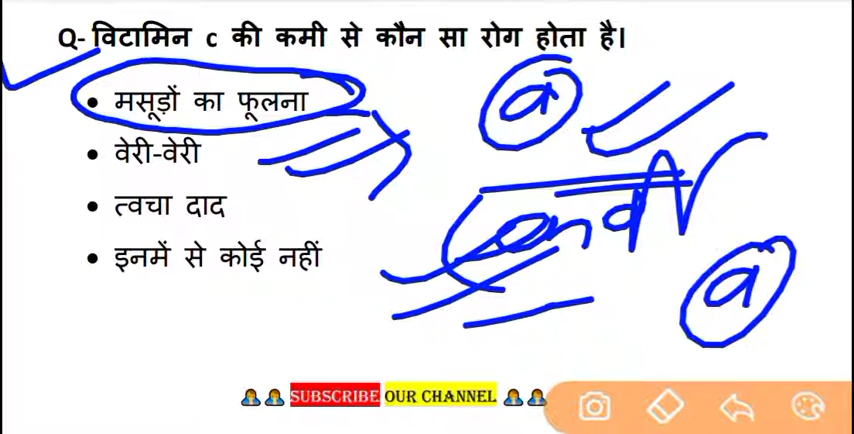 Q- विटामिन c की कमी से कौन सा रोग होता है।
• मसूड़ों का फूलना
a
• वेरी-वेरी
• त्वचा दाद
• इनमें से कोई नहीं
a
SUBSCRIBE OUR CHANNEL